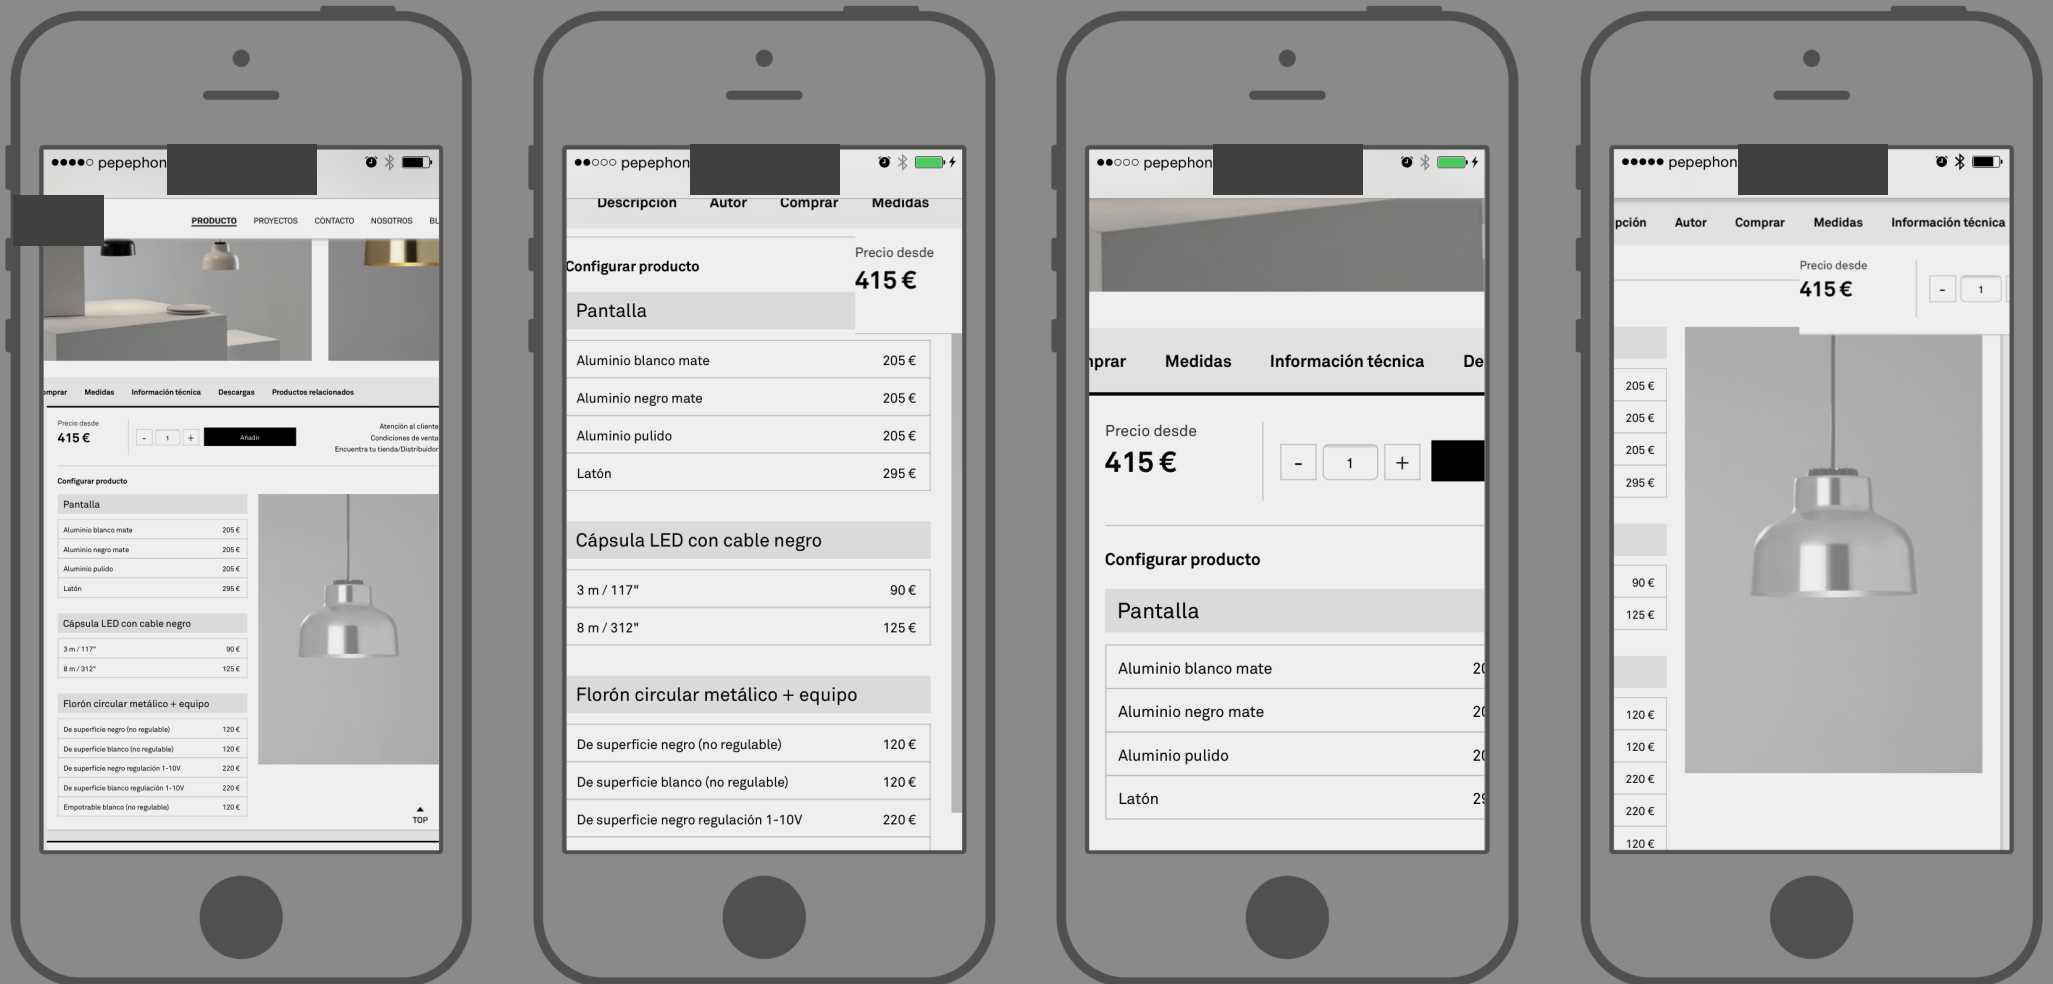 pepephon
PRODUCTO PROYECTOS CONTACTO NOSOTROS BL
omprar Medidas Información técnica Descargas Productos relacionados
Precio desde
415 €
- 1 + Añadir
Atención al cliente
Condiciones de venta
Encuentra tu tienda/Distribuidor
Configurar producto
Pantalla
Aluminio blanco mate 205 €
Aluminio negro mate 205 €
Aluminio pulido 205 €
Latón 295 €
Cápsula LED con cable negro
3 m / 117" 90 €
8 m / 312" 125 €
Florón circular metálico + equipo
De superficie negro (no regulable) 120 €
De superficie blanco (no regulable) 120 €
De superficie negro regulación 1-10V 220 €
De superficie blanco regulación 1-10V 220 €
Empotrable blanco (no regulable) 120 €
TOP
pepephon
Descripción Autor Comprar Medidas
Precio desde
415 €
Configurar producto
Pantalla
Aluminio blanco mate 205 €
Aluminio negro mate 205 €
Aluminio pulido 205 €
Latón 295 €
Cápsula LED con cable negro
3 m / 117" 90 €
8 m / 312" 125 €
Florón circular metálico + equipo
De superficie negro (no regulable) 120 €
De superficie blanco (no regulable) 120 €
De superficie negro regulación 1-10V 220 €
pepephon
nprar Medidas Información técnica De
Precio desde
415 €
- 1 +
Configurar producto
Pantalla
Aluminio blanco mate 20
Aluminio negro mate 20
Aluminio pulido 20
Latón 29
pepephon
pción Autor Comprar Medidas Información técnica
Precio desde
415 €
- 1
205 €
205 €
205 €
295 €
90 €
125 €
120 €
120 €
220 €
220 €
120 €